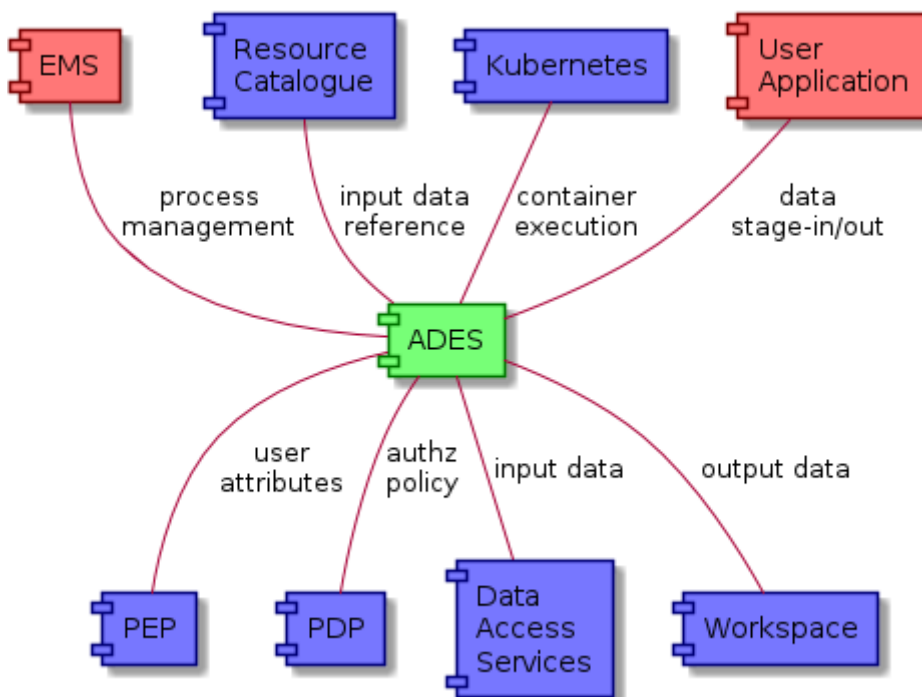 EMS
Resource
Catalogue
Kubernetes
User
Application
process
management
input data
reference
container
execution
data
stage-in/out
ADES
user
attributes
authz
policy
input data
output data
PEP
PDP
Data
Access
Services
Workspace